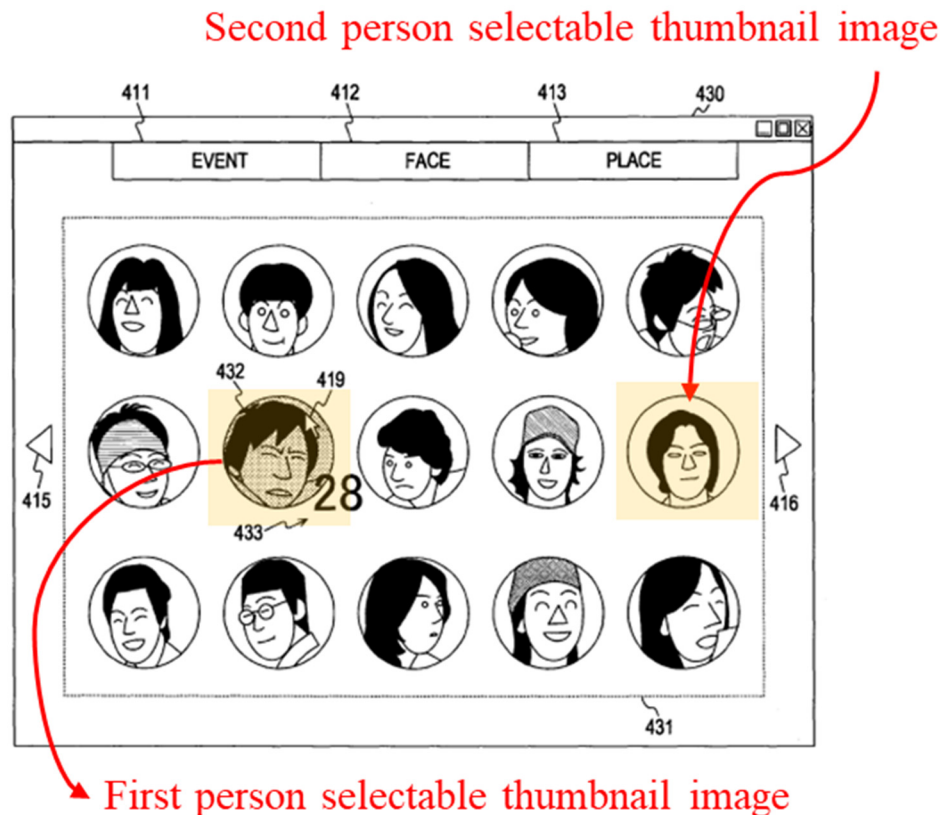 Second person selectable thumbnail image
411 412 413 430
EVENT FACE PLACE
432 419
415 28 416
433
431
First person selectable thumbnail image